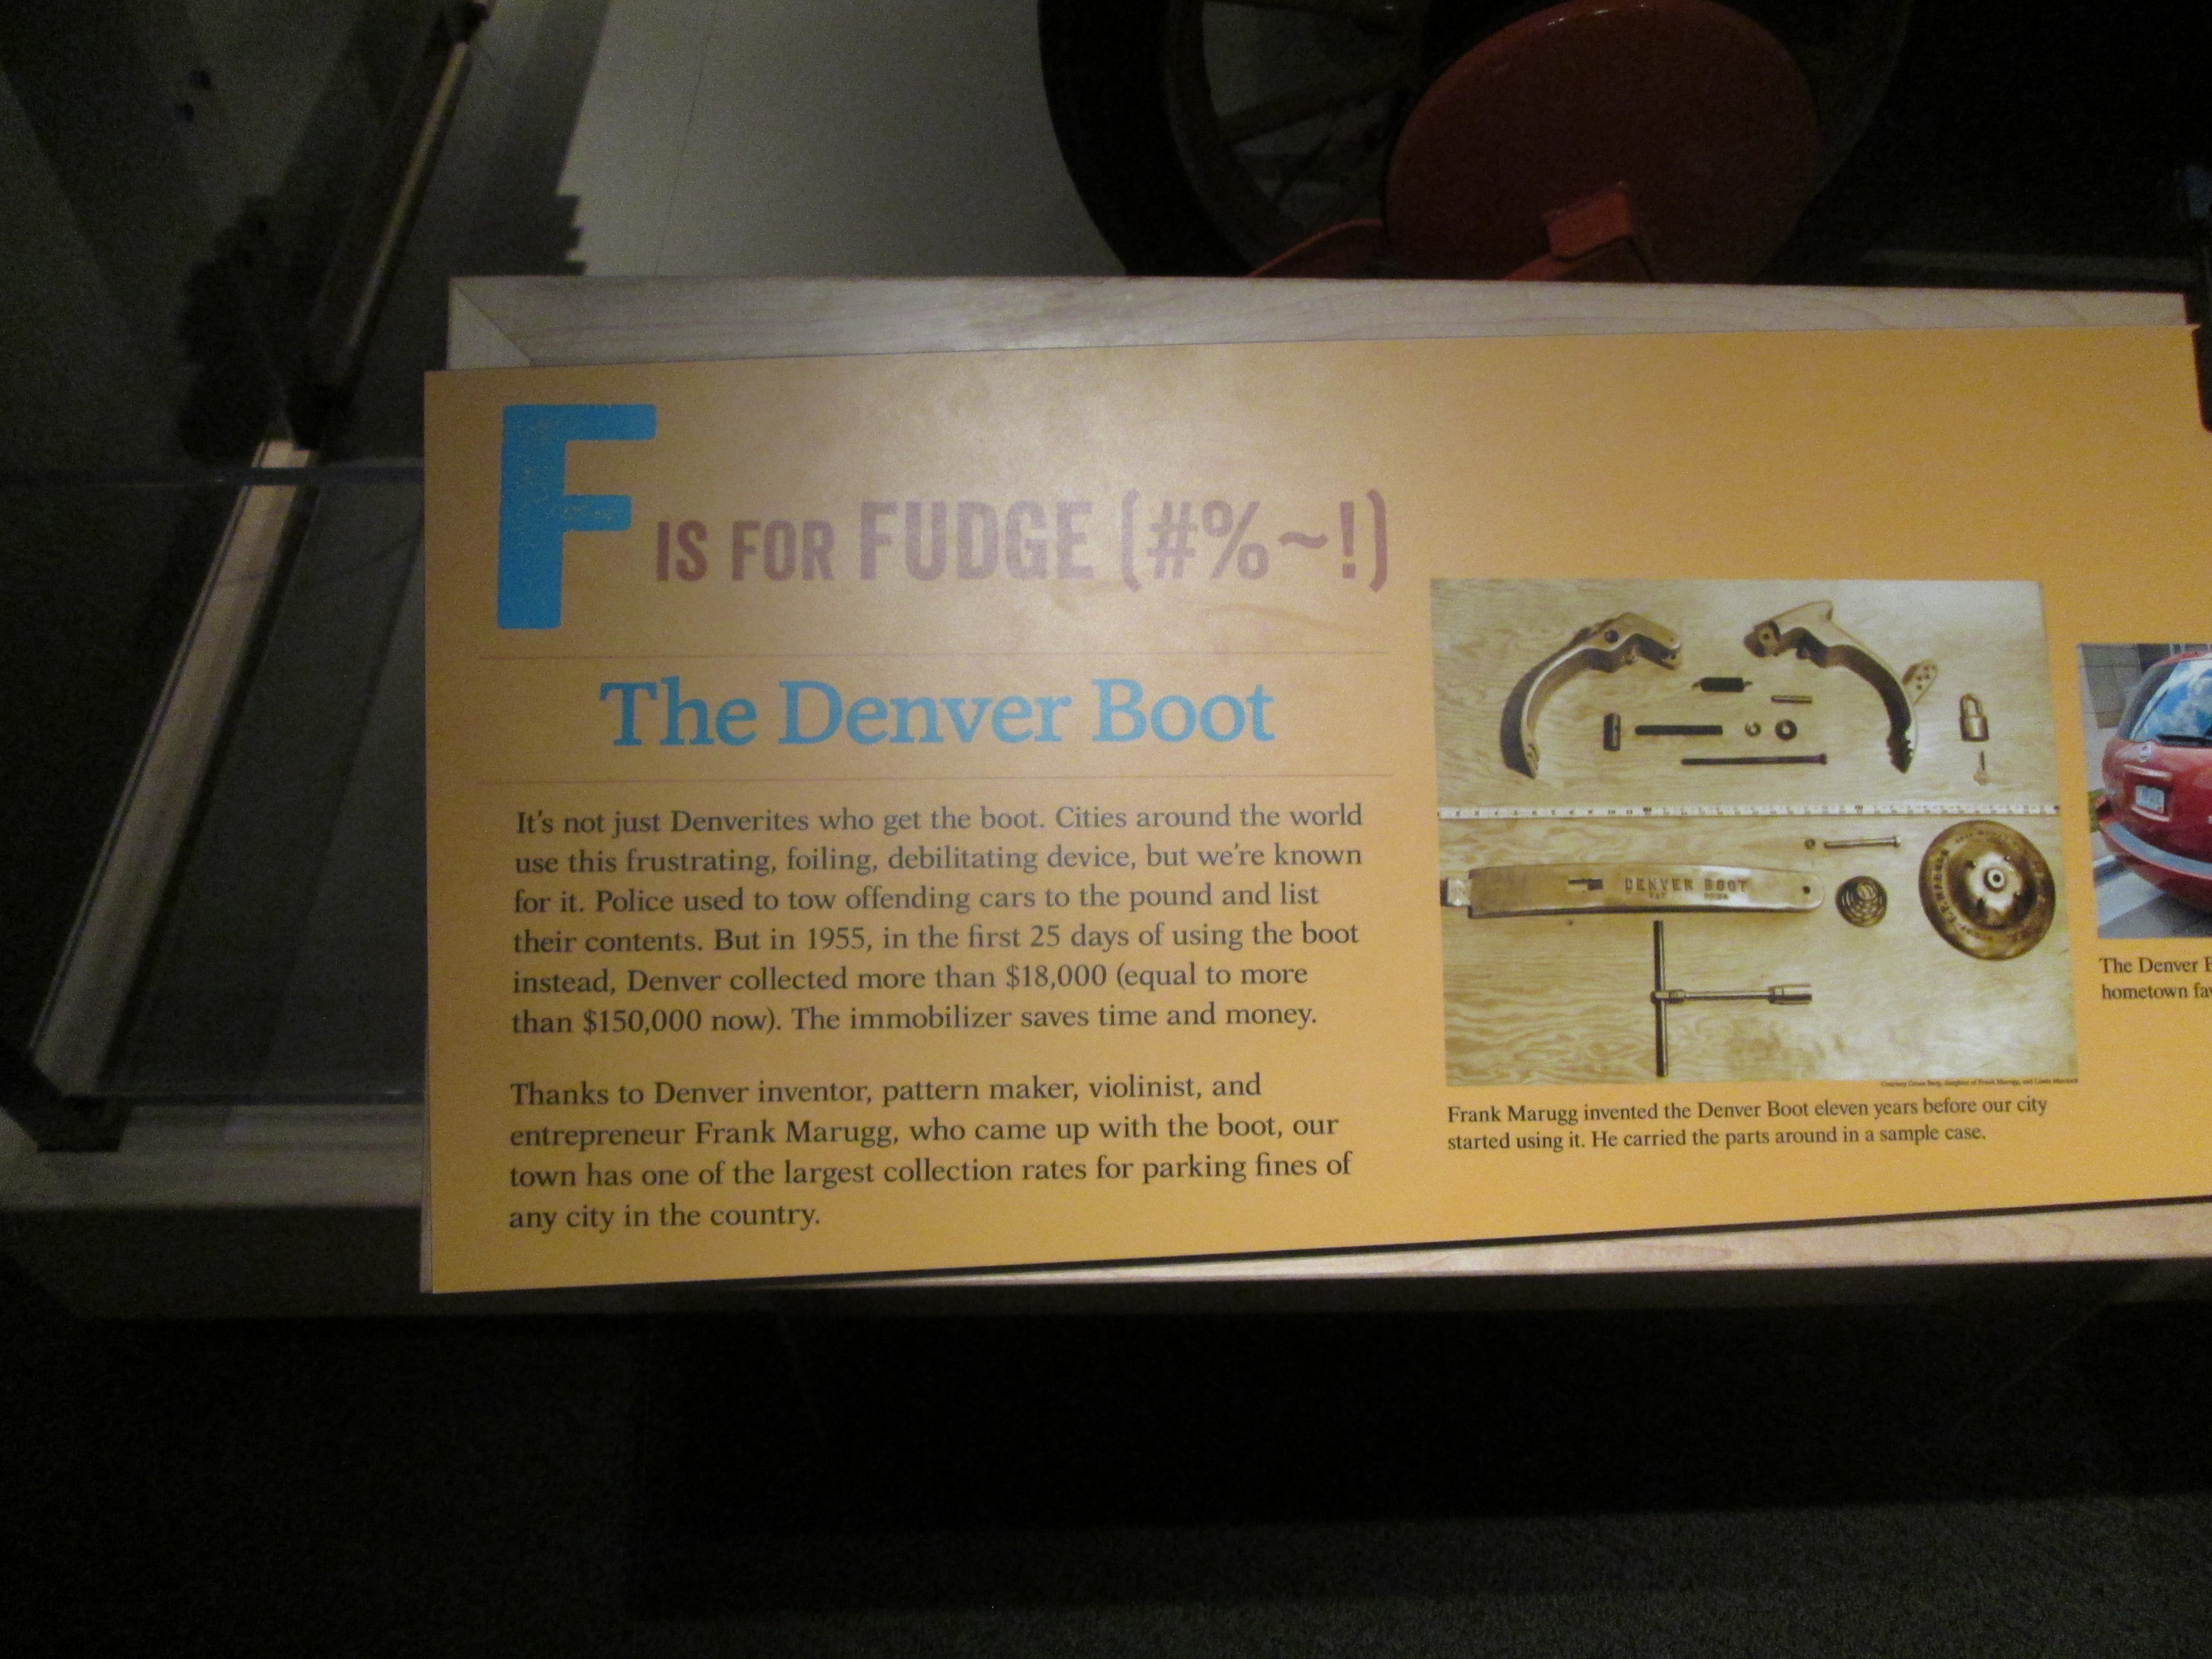 F IS FOR FUDGE (#%~!)
The Denver Boot
It's not just Denverites who get the boot. Cities around the world
use this frustrating, foiling, debilitating device, but we're known
for it. Police used to tow offending cars to the pound and list
their contents. But in 1955, in the first 25 days of using the boot
instead, Denver collected more than $18,000 (equal to more
than $150,000 now). The immobilizer saves time and money.
Thanks to Denver inventor, pattern maker, violinist, and
entrepreneur Frank Marugg, who came up with the boot, our
town has one of the largest collection rates for parking fines of
any city in the country.
DENVER BOOT
Frank Marugg invented the Denver Boot eleven years before our city
started using it. He carried the parts around in a sample case.
The Denver
hometown